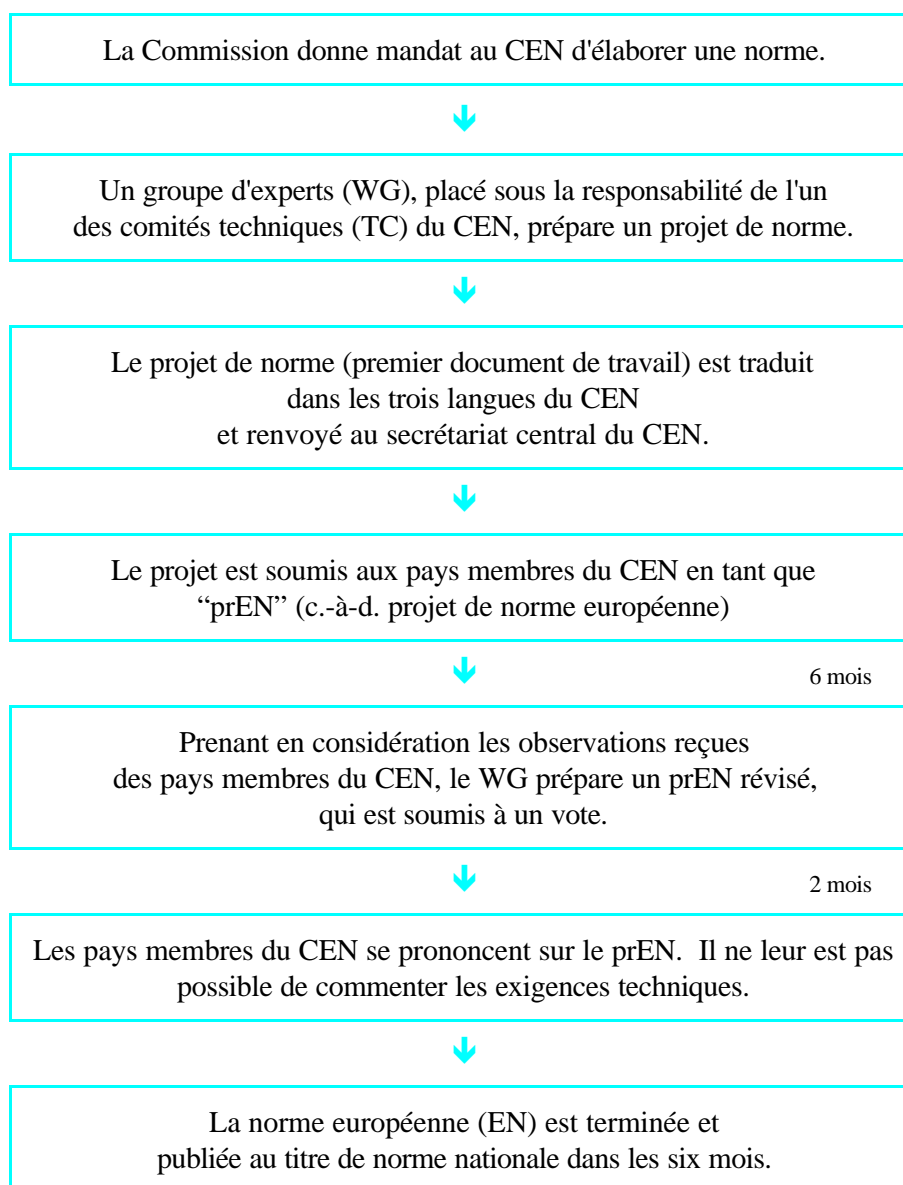 La Commission donne mandat au CEN d'élaborer une norme.
Un groupe d'experts (WG), placé sous la responsabilité de l'un
des comités techniques (TC) du CEN, prépare un projet de norme.
Le projet de norme (premier document de travail) est traduit
dans les trois langues du CEN
et renvoyé au secrétariat central du CEN.
Le projet est soumis aux pays membres du CEN en tant que
“prEN” (c.-à-d. projet de norme européenne)
6 mois
Prenant en considération les observations reçues
des pays membres du CEN, le WG prépare un prEN révisé,
qui est soumis à un vote.
2 mois
Les pays membres du CEN se prononcent sur le prEN. Il ne leur est pas
possible de commenter les exigences techniques.
La norme européenne (EN) est terminée et
publiée au titre de norme nationale dans les six mois.